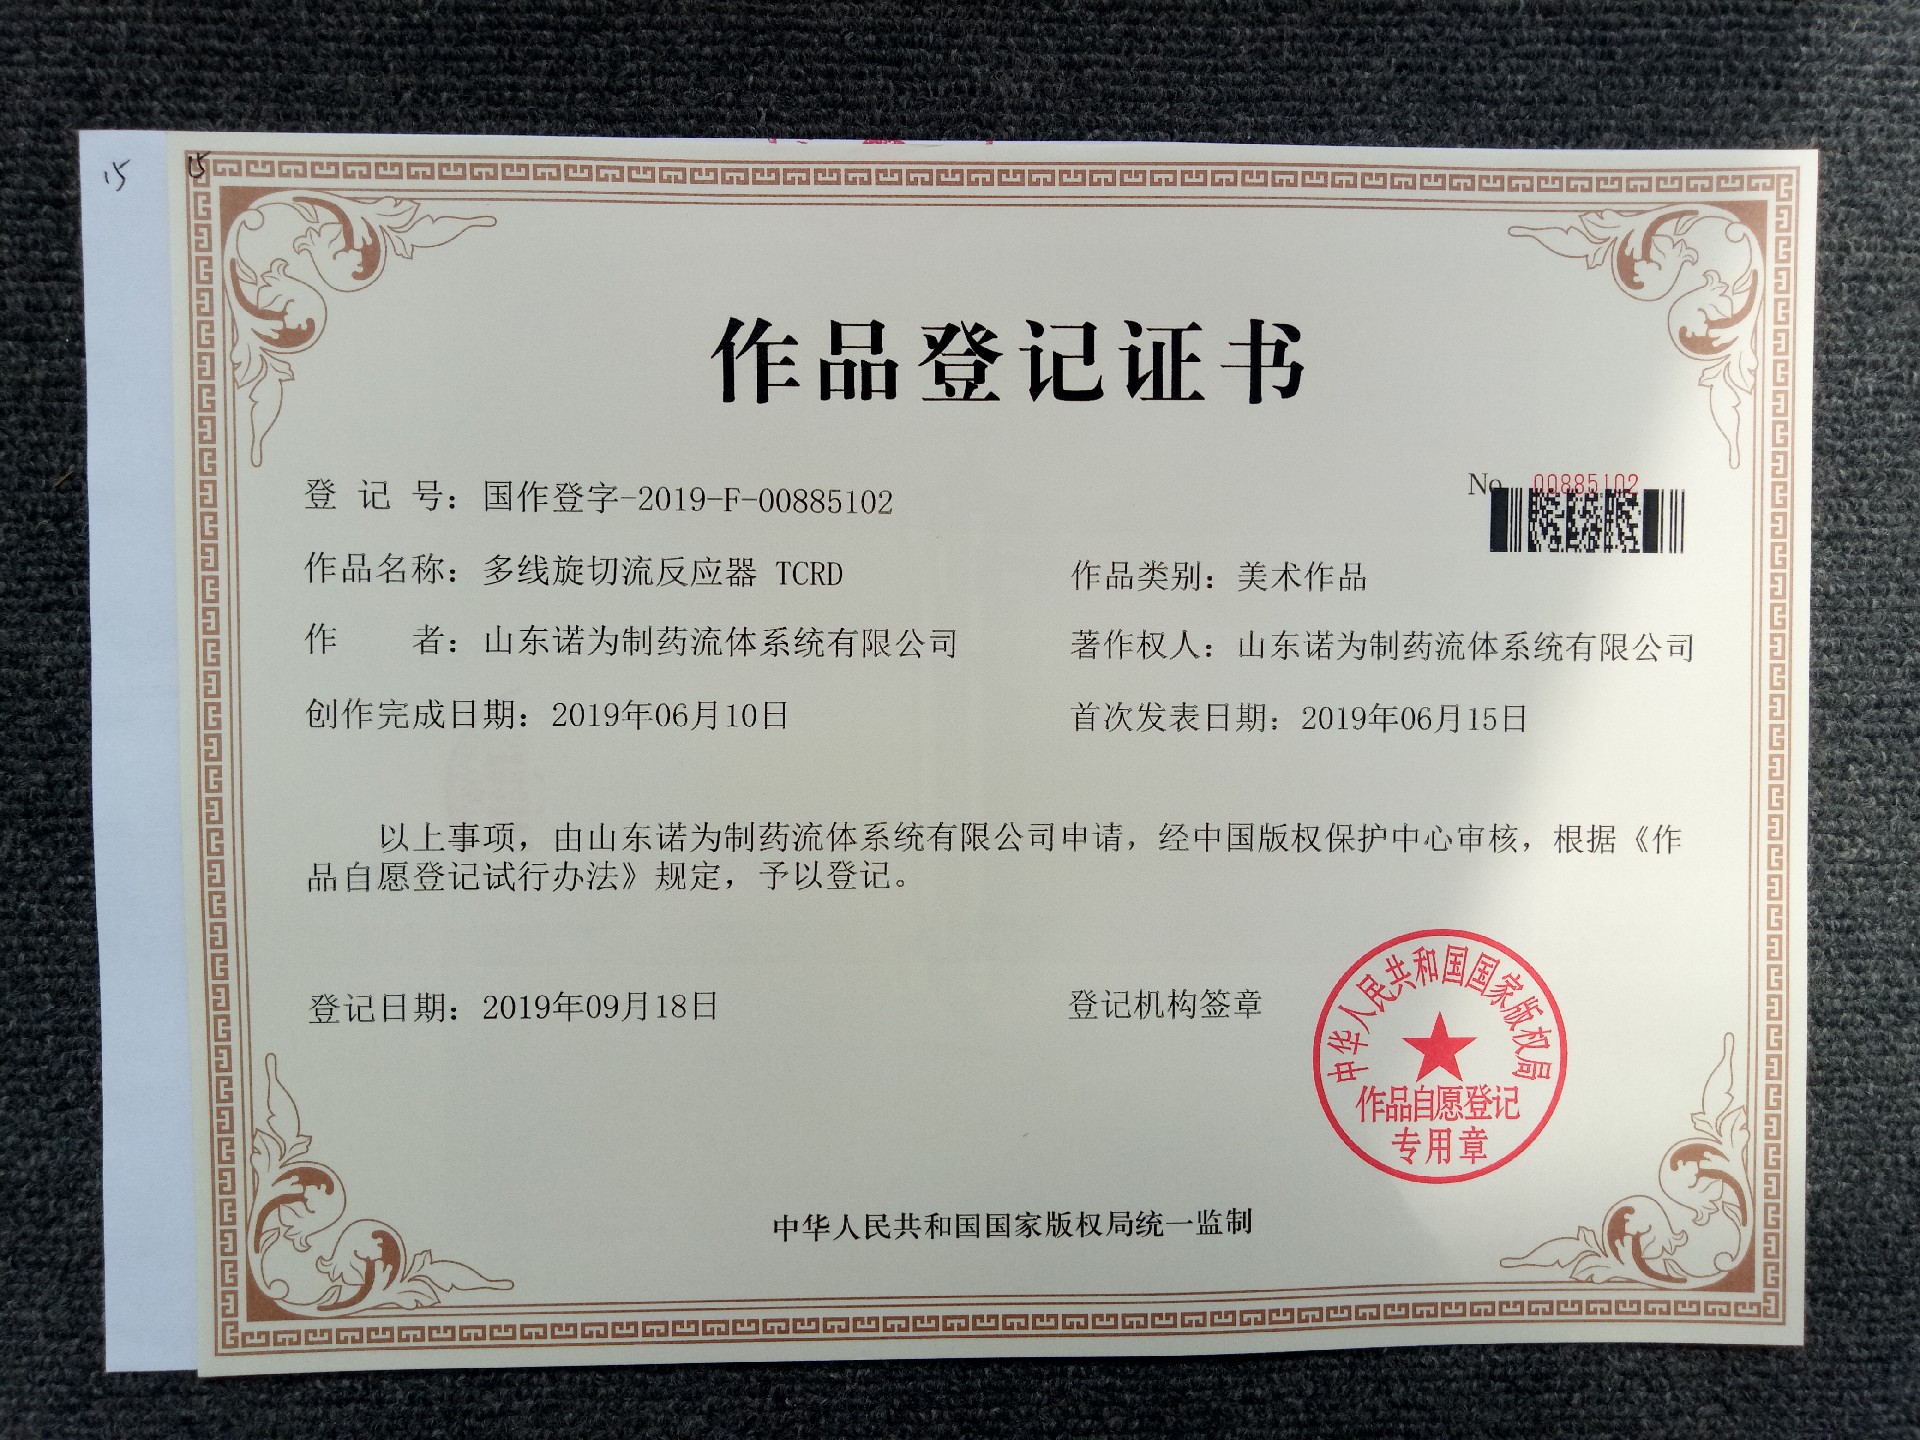 15
15
作品登记证书
No. 00885102
登 记 号：国作登字-2019-F-00885102
作品名称：多线旋切流反应器 TCRD
作品类别：美术作品
作 者：山东诺为制药流体系统有限公司
著作权人：山东诺为制药流体系统有限公司
创作完成日期：2019年06月10日
首次发表日期：2019年06月15日
以上事项，由山东诺为制药流体系统有限公司申请，经中国版权保护中心审核，根据《作
品自愿登记试行办法》规定，予以登记。
登记日期：2019年09月18日
登记机构签章
中华人民共和国国家版权局
作品自愿登记
专用章
中华人民共和国国家版权局统一监制